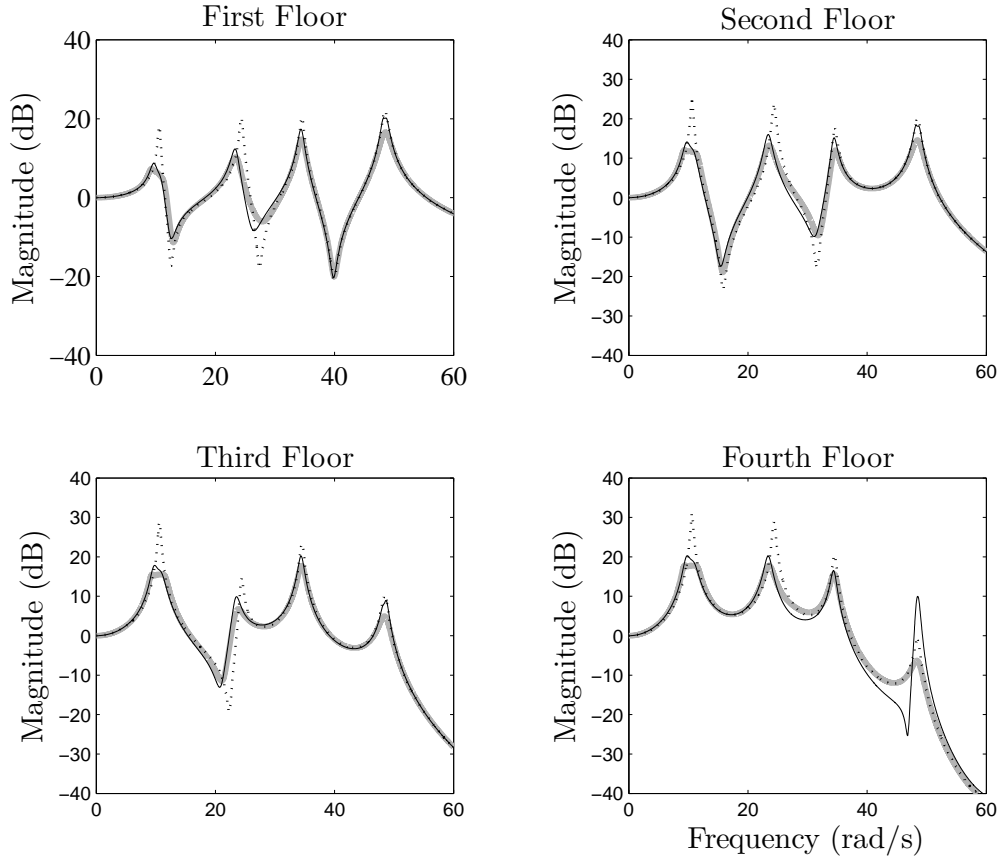 First Floor
Magnitude (dB)
40
20
0
−20
−40
0 20 40 60
Second Floor
Magnitude (dB)
40
30
20
10
0
−10
−20
−30
−40
0 20 40 60
Third Floor
Magnitude (dB)
40
30
20
10
0
−10
−20
−30
−40
0 20 40 60
Fourth Floor
Magnitude (dB)
40
30
20
10
0
−10
−20
−30
−40
0 20 40 60
Frequency (rad/s)